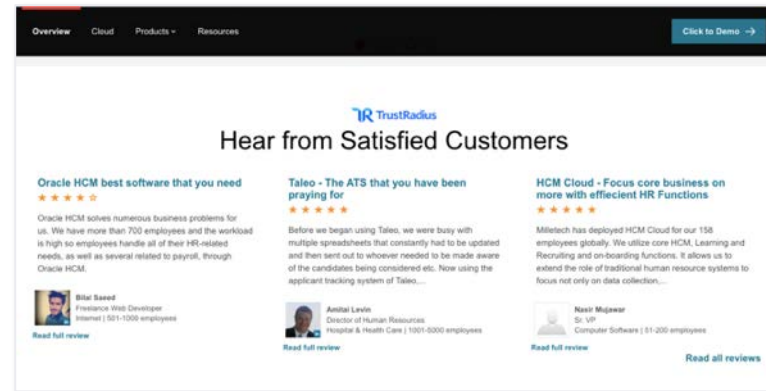 Overview Cloud Products Resources Click to Demo →
TrustRadius
Hear from Satisfied Customers
Oracle HCM best software that you need
Oracle HCM solves numerous business problems for
us. We have more than 700 employees and the workload
is high so employees handle all of their HR-related
needs, as well as several related to payroll, through
Oracle HCM.
Bilal Saeed
Freelance Web Developer
Internet | 501-1000 employees
Read full review
Taleo - The ATS that you have been
praying for
Before we began using Taleo, we were busy with
multiple spreadsheets that constantly had to be updated
and then sent out to whoever needed to be made aware
of the candidates being considered etc. Now using the
applicant tracking system of Taleo,...
Amitai Levin
Director of Human Resources
Hospital & Health Care | 1001-5000 employees
Read full review
HCM Cloud - Focus core business on
more with effiecient HR Functions
Milletech has deployed HCM Cloud for our 158
employees globally. We utilize core HCM, Learning and
Recruiting and on-boarding functions. It allows us to
extend the role of traditional human resource systems to
focus not only on data collection,...
Nasir Mujawar
Sr. VP
Computer Software | 51-200 employees
Read full review
Read all reviews